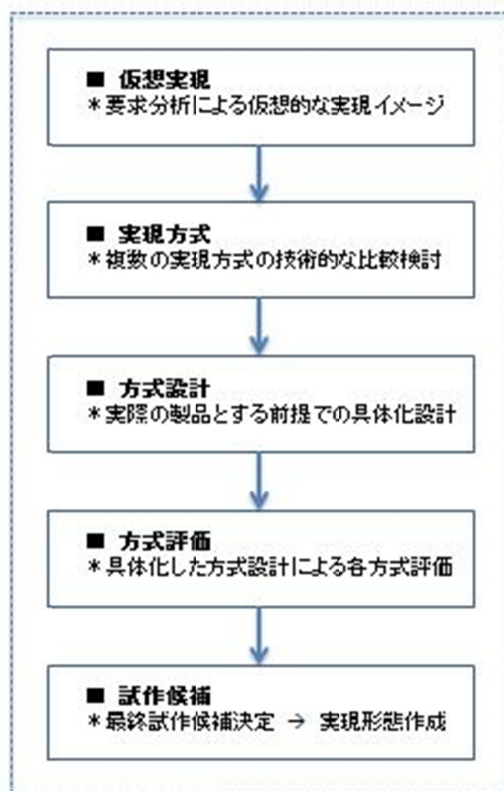 ■ 仮想実現
＊要求分析による仮想的な実現イメージ
■ 実現方式
＊複数の実現方式の技術的な比較検討
■ 方式設計
＊実際の製品とする前提での具体化設計
■ 方式評価
＊具体化した方式設計による各方式評価
■ 試作候補
＊最終試作候補決定 → 実現形態作成